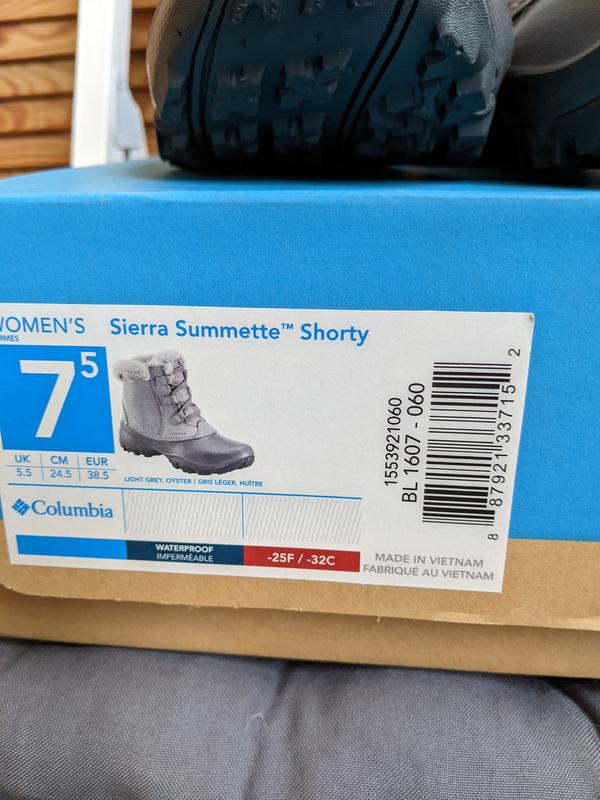 WOMEN'S
Sierra Summette™ Shorty
7 5
UK CM EUR
5.5 24.5 38.5
LIGHT GREY, OYSTER / GRIS LÉGER, HUÎTRE
Columbia
WATERPROOF
IMPERMÉABLE
-25F / -32C
1553921060
BL 1607 - 060
8 87921 33715 2
MADE IN VIETNAM
FABRIQUÉ AU VIETNAM